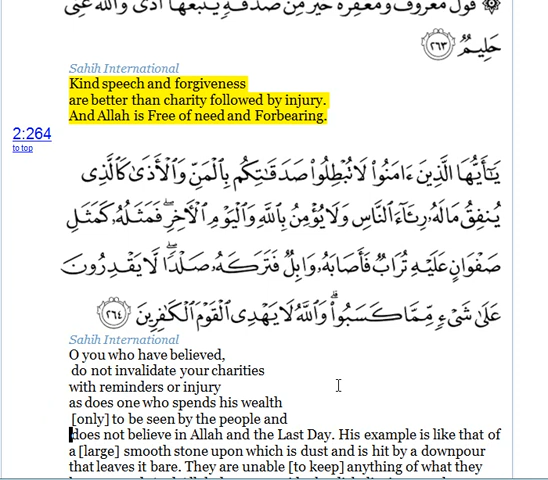 ۞ قَوْلٌ مَّعْرُوفٌ وَمَغْفِرَةٌ خَيْرٌ مِّن صَدَقَةٍ يَتْبَعُهَآ أَذًى وَٱللَّهُ غَنِىٌّ
حَلِيمٌ ﴿٢٦٣﴾
Sahih International
Kind speech and forgiveness
are better than charity followed by injury.
And Allah is Free of need and Forbearing.
2:264
to top
يَٰٓأَيُّهَا ٱلَّذِينَ ءَامَنُوا۟ لَا تُبْطِلُوا۟ صَدَقَٰتِكُم بِٱلْمَنِّ وَٱلْأَذَىٰ كَٱلَّذِى
يُنفِقُ مَالَهُۥ رِئَآءَ ٱلنَّاسِ وَلَا يُؤْمِنُ بِٱللَّهِ وَٱلْيَوْمِ ٱلْءَاخِرِ ۖ فَمَثَلُهُۥ كَمَثَلِ
صَفْوَانٍ عَلَيْهِ تُرَابٌ فَأَصَابَهُۥ وَابِلٌ فَتَرَكَهُۥ صَلْدًا ۖ لَّا يَقْدِرُونَ
عَلَىٰ شَىْءٍ مِّمَّا كَسَبُوا۟ ۗ وَٱللَّهُ لَا يَهْدِى ٱلْقَوْمَ ٱلْكَٰفِرِينَ ﴿٢٦٤﴾
Sahih International
O you who have believed,
do not invalidate your charities
with reminders or injury
as does one who spends his wealth
[only] to be seen by the people and
does not believe in Allah and the Last Day. His example is like that of
a [large] smooth stone upon which is dust and is hit by a downpour
that leaves it bare. They are unable [to keep] anything of what they